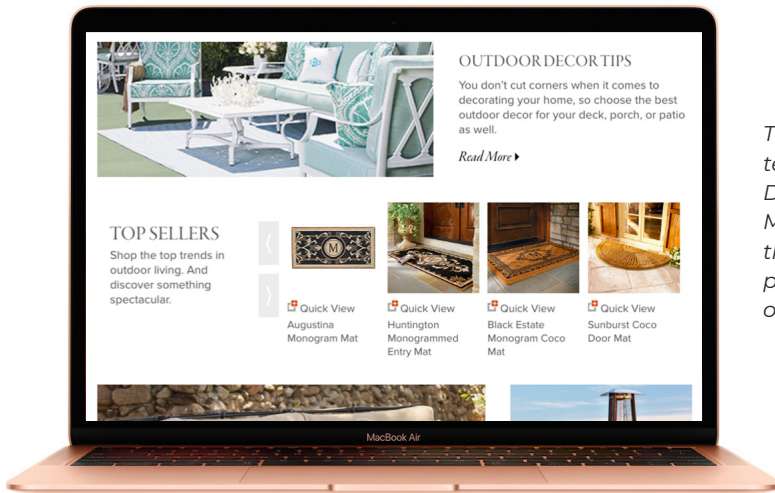 OUTDOOR DECOR TIPS
You don't cut corners when it comes to
decorating your home, so choose the best
outdoor decor for your deck, porch, or patio
as well.
Read More
TOP SELLERS
Shop the top trends in
outdoor living. And
discover something
spectacular.
M
Quick View
Augustina
Monogram Mat
Quick View
Huntington
Monogrammed
Entry Mat
Quick View
Black Estate
Monogram Coco
Mat
Quick View
Sunburst Coco
Door Mat
MacBook Air